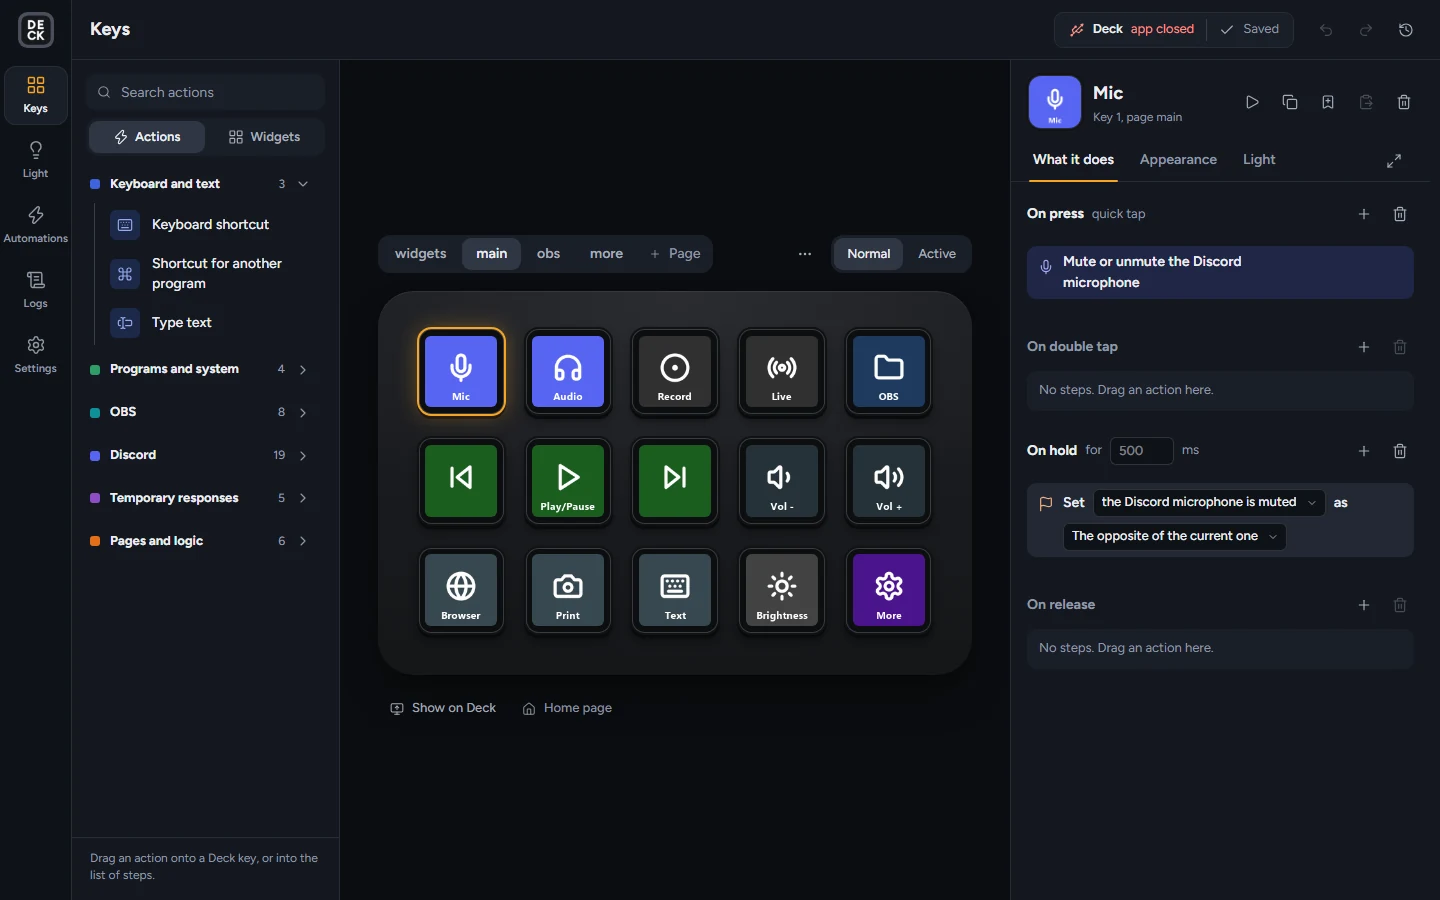 DE
CK
Keys
Deck app closed
Saved
Keys
Light
Automations
Logs
Settings
Search actions
Actions
Widgets
Keyboard and text 3
Keyboard shortcut
Shortcut for another
program
Type text
Programs and system 4
OBS 8
Discord 19
Temporary responses 5
Pages and logic 6
Drag an action onto a Deck key, or into the
list of steps.
widgets
main
obs
more
+ Page
...
Normal
Active
Mic
Audio
Record
Live
OBS
Play/Pause
Vol -
Vol +
Browser
Print
Text
Brightness
More
Show on Deck
Home page
Mic
Mic
Key 1, page main
What it does
Appearance
Light
On press quick tap
Mute or unmute the Discord
microphone
On double tap
No steps. Drag an action here.
On hold for 500 ms
Set the Discord microphone is muted as
The opposite of the current one
On release
No steps. Drag an action here.